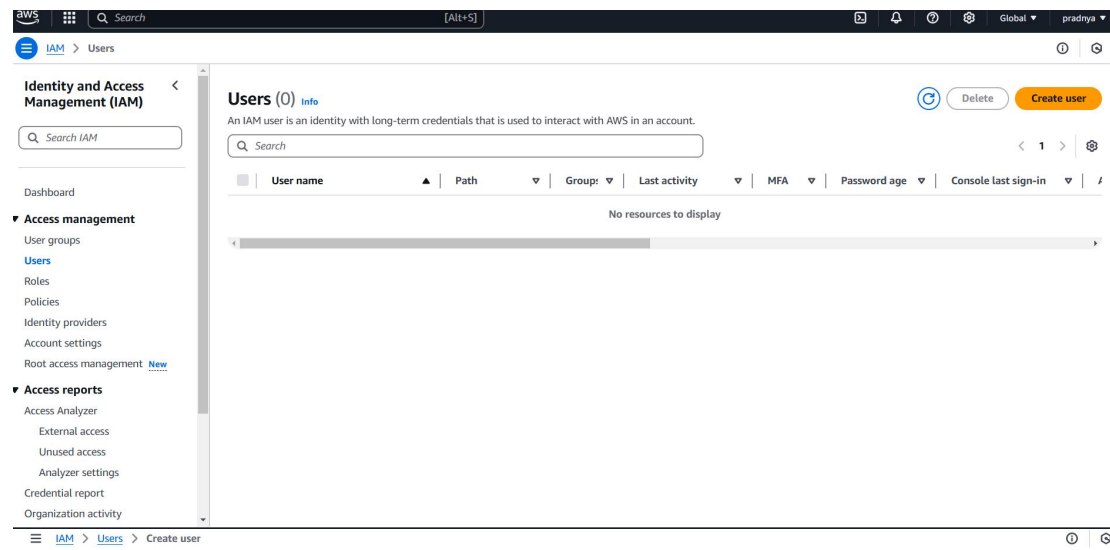 aws Search [Alt+S] Global pradnya
IAM > Users
Identity and Access Management (IAM)
Search IAM
Dashboard
Access management
User groups
Users
Roles
Policies
Identity providers
Account settings
Root access management New
Access reports
Access Analyzer
External access
Unused access
Analyzer settings
Credential report
Organization activity
Users (0) Info
Delete
Create user
An IAM user is an identity with long-term credentials that is used to interact with AWS in an account.
Search
1
User name Path Group: Last activity MFA Password age Console last sign-in
No resources to display
IAM > Users > Create user